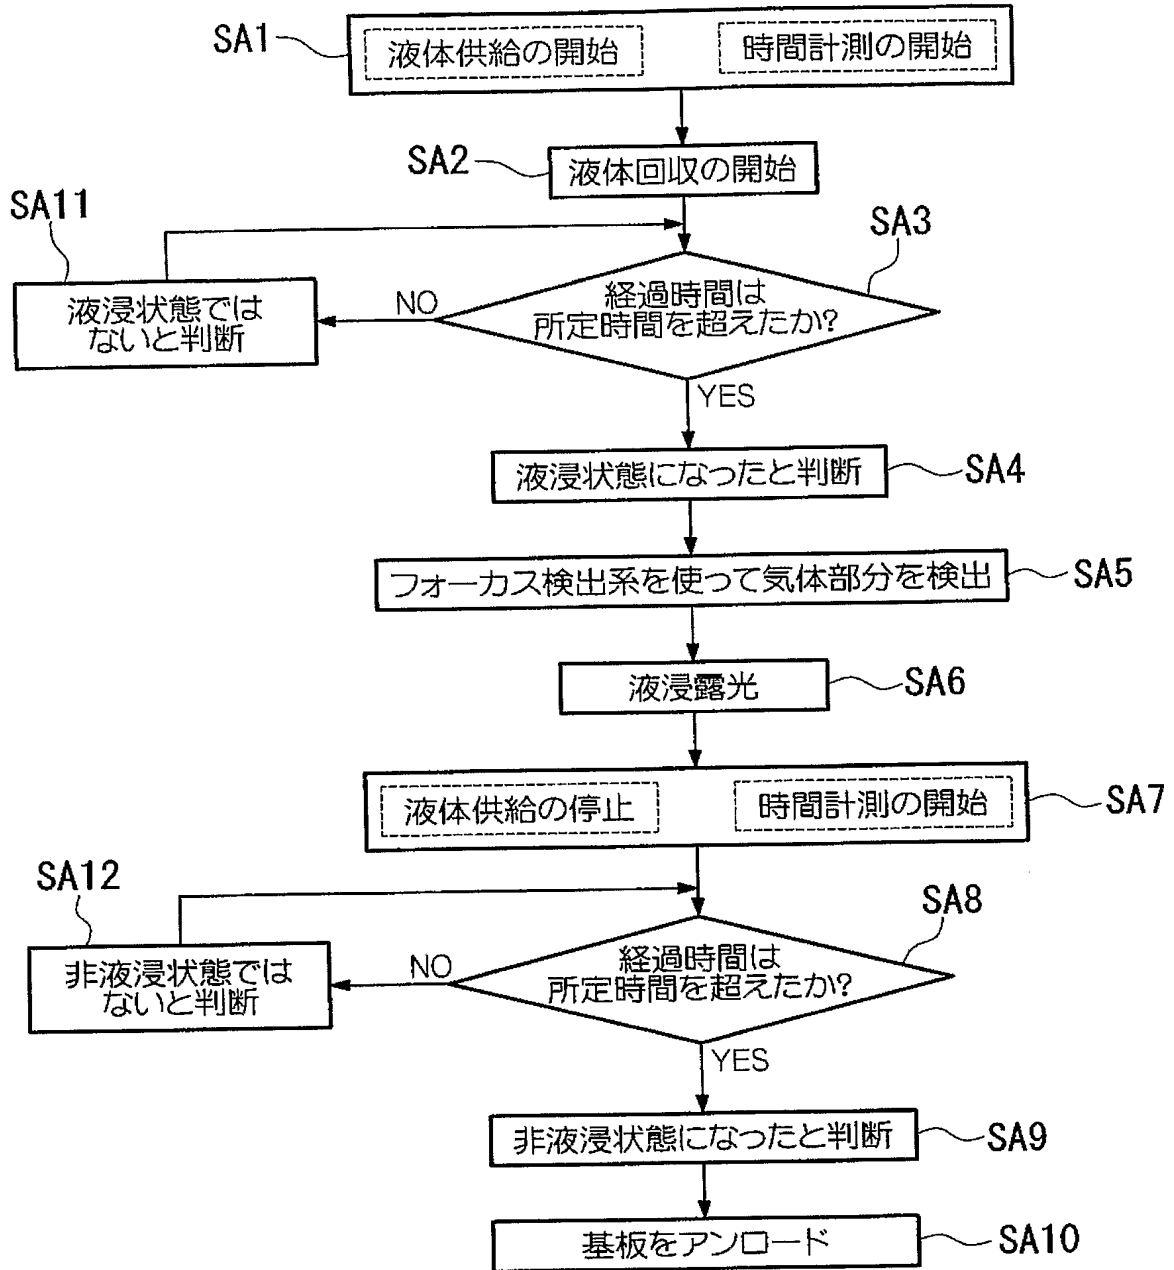 SA1
液体供給の開始
時間計測の開始
SA2
液体回収の開始
SA11
液浸状態では
ないと判断
NO
SA3
経過時間は
所定時間を超えたか?
YES
液浸状態になったと判断
SA4
フォーカス検出系を使って気体部分を検出
SA5
液浸露光
SA6
液体供給の停止
時間計測の開始
SA7
SA12
非液浸状態では
ないと判断
NO
SA8
経過時間は
所定時間を超えたか?
YES
非液浸状態になったと判断
SA9
基板をアンロード
SA10